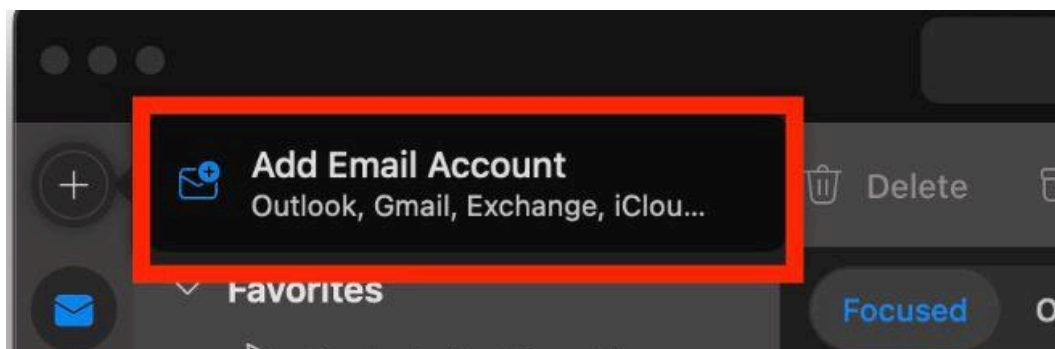 Add Email Account
Outlook, Gmail, Exchange, iClou...
Delete
Favorites
Focused